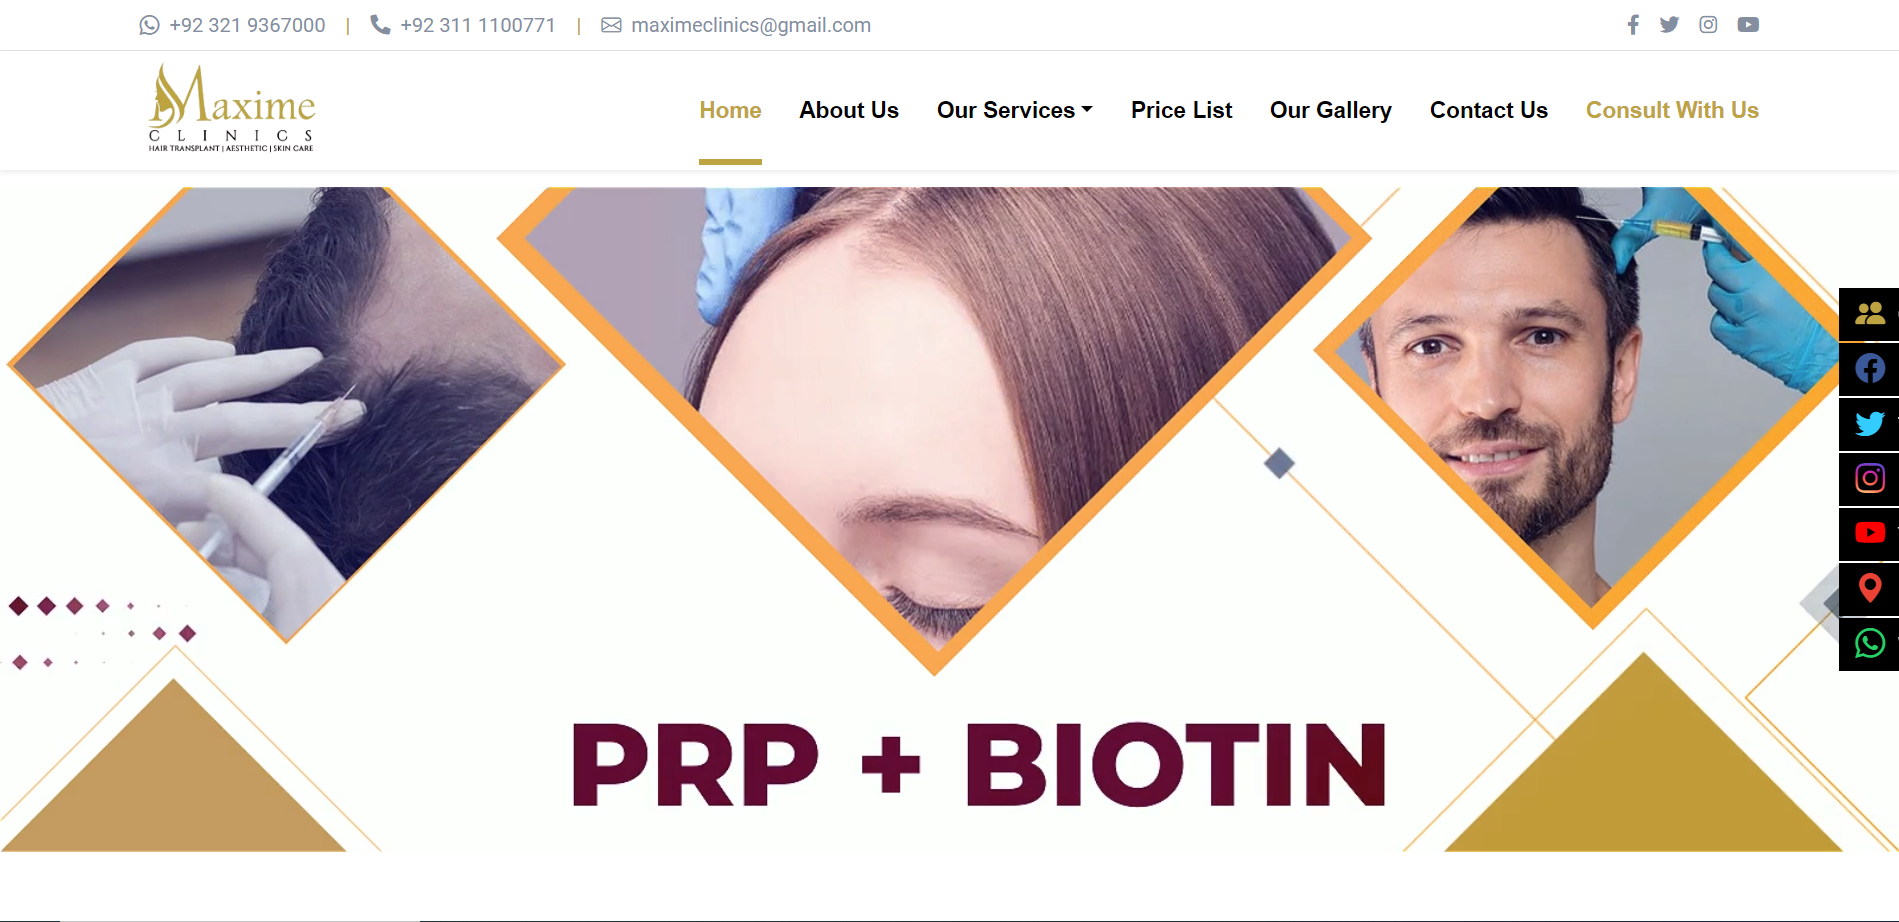 +92 321 9367000 | +92 311 1100771 | maximeclinics@gmail.com
Maxime
CLINICS
HAIR TRANSPLANT | AESTHETIC | SKIN CARE
Home About Us Our Services Price List Our Gallery Contact Us Consult With Us
PRP + BIOTIN